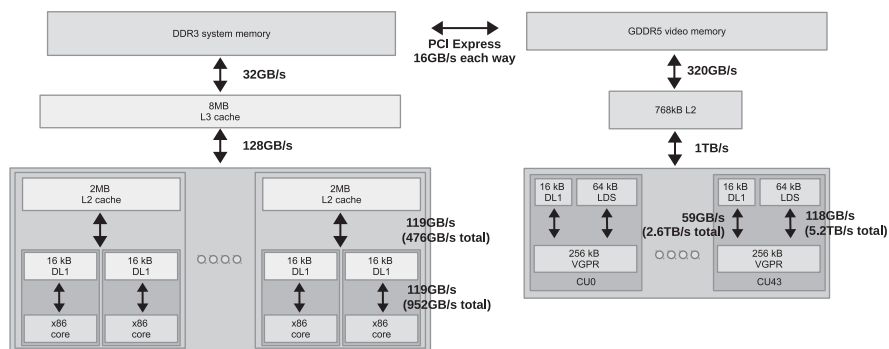 DDR3 system memory
PCI Express
16GB/s each way
GDDR5 video memory
32GB/s
320GB/s
8MB
L3 cache
768kB L2
128GB/s
1TB/s
2MB
L2 cache
2MB
L2 cache
119GB/s
(476GB/s total)
16 kB
DL1
16 kB
DL1
16 kB
DL1
16 kB
DL1
119GB/s
(952GB/s total)
x86
core
x86
core
x86
core
x86
core
16 kB
DL1
64 kB
LDS
16 kB
DL1
64 kB
LDS
59GB/s
(2.6TB/s total)
118GB/s
(5.2TB/s total)
256 kB
VGPR
256 kB
VGPR
CU0
CU43